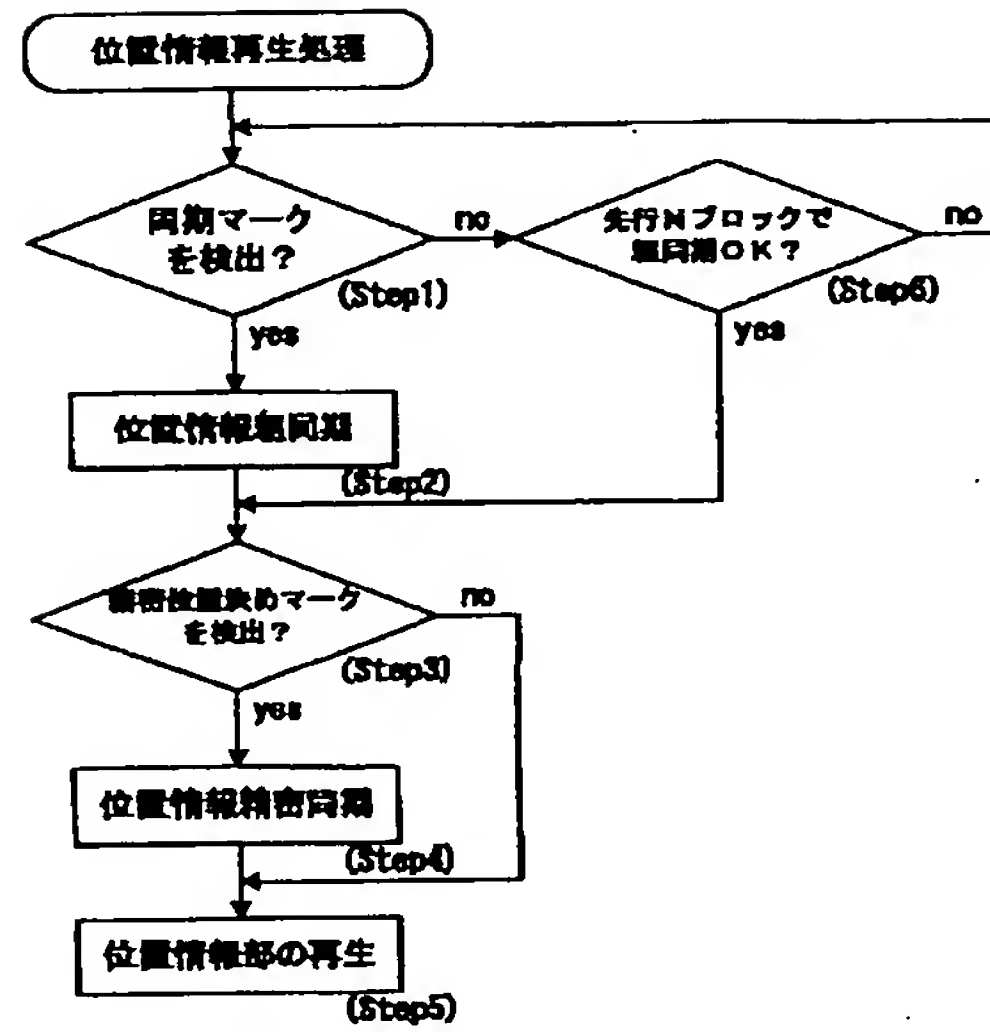 位置情報再生処理
同期マーク
を検出？
no
(Step1)
yes
先行Nブロックで
粗同期OK？
no
(Step6)
yes
位置情報粗同期
(Step2)
精密位置決めマーク
を検出？
no
(Step3)
yes
位置情報精密同期
(Step4)
位置情報部の再生
(Step5)